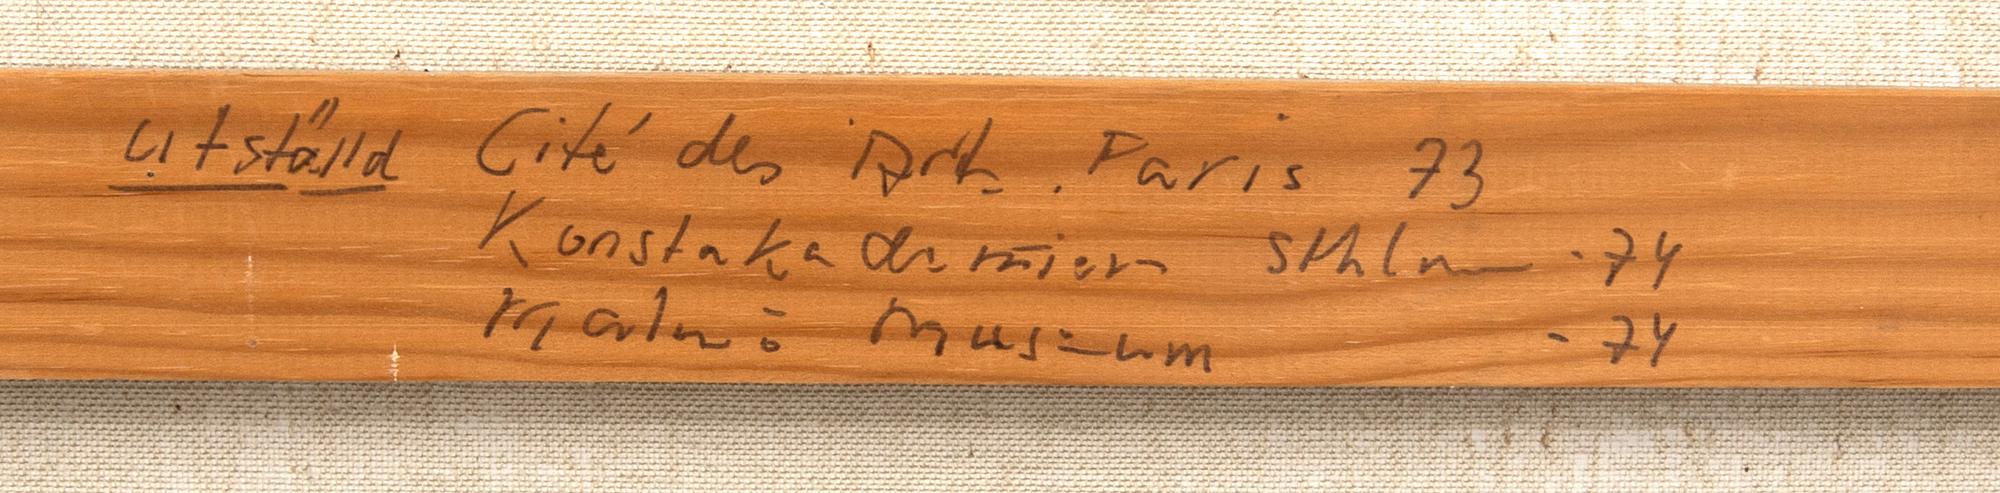 utställd Cité des Arts. Paris 73
Konstakademien Sthlm -74
Malmö Museum -74